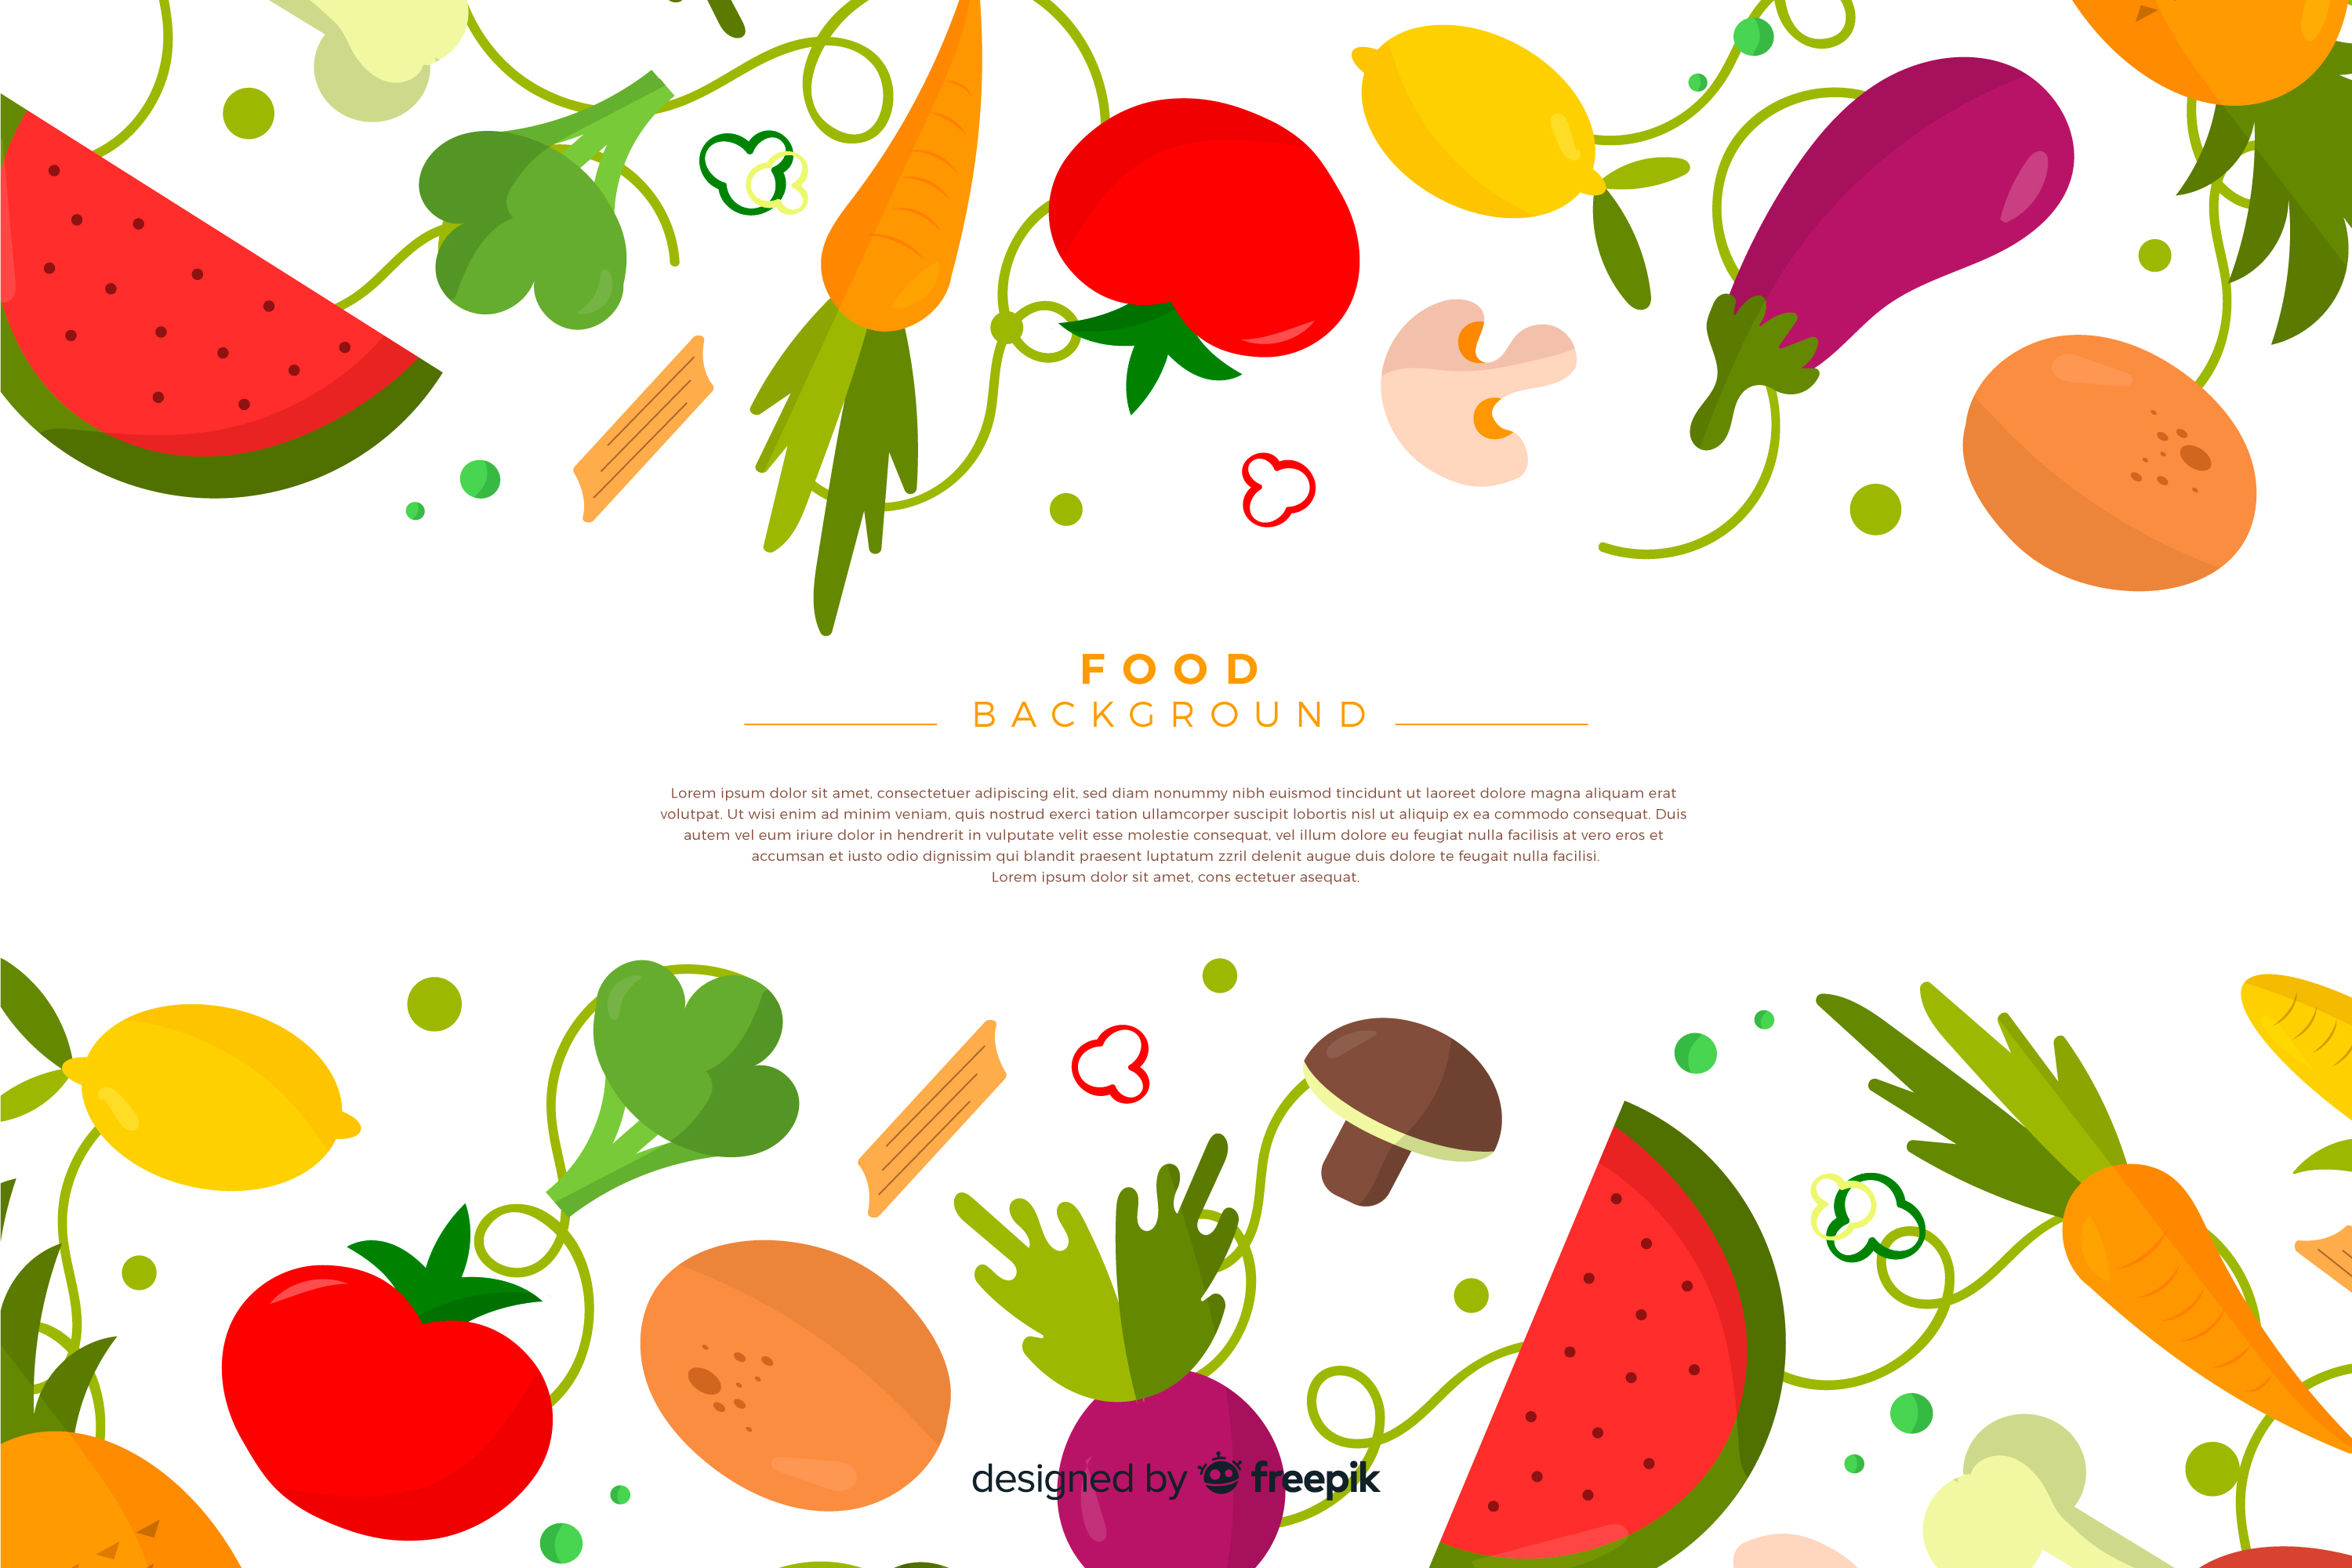 FOOD
BACKGROUND
Lorem ipsum dolor sit amet, consectetuer adipiscing elit, sed diam nonummy nibh euismod tincidunt ut laoreet dolore magna aliquam erat
volutpat. Ut wisi enim ad minim veniam, quis nostrud exerci tation ullamcorper suscipit lobortis nisl ut aliquip ex ea commodo consequat. Duis
autem vel eum iriure dolor in hendrerit in vulputate velit esse molestie consequat, vel illum dolore eu feugiat nulla facilisis at vero eros et
accumsan et iusto odio dignissim qui blandit praesent luptatum zzril delenit augue duis dolore te feugait nulla facilisi.
Lorem ipsum dolor sit amet, cons ectetuer asequat.
designed by freepik